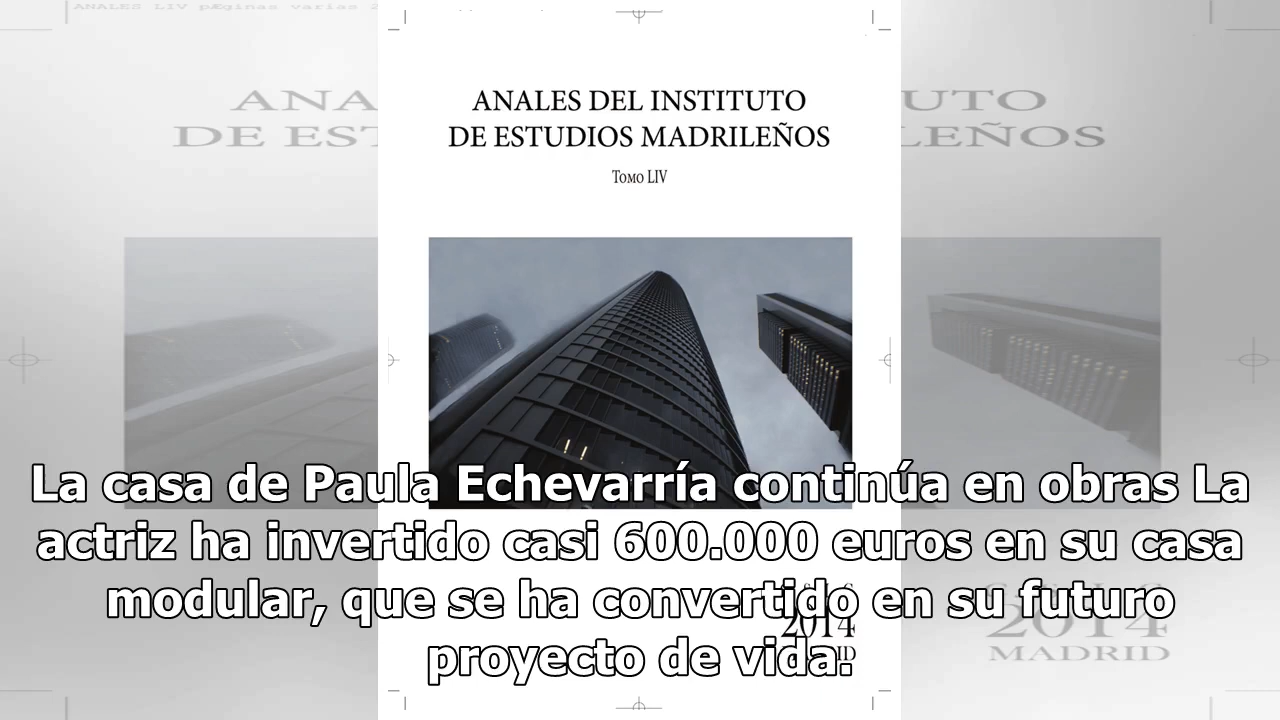 ANALES LIV
ANALES DEL INSTITUTO
DE ESTUDIOS MADRILEÑOS
Tomo LIV
La casa de Paula Echevarría continúa en obras La
actriz ha invertido casi 600.000 euros en su casa
modular, que se ha convertido en su futuro
proyecto de vida.
C S I C
2014
MADRID